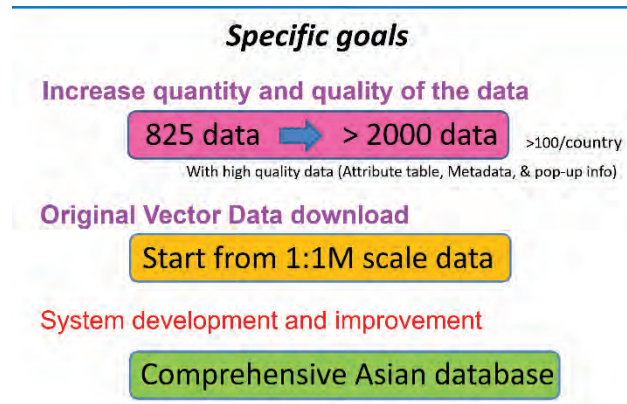 Specific goals
Increase quantity and quality of the data
825 data > 2000 data >100/country
With high quality data (Attribute table, Metadata, & pop-up info)
Original Vector Data download
Start from 1:1M scale data
System development and improvement
Comprehensive Asian database